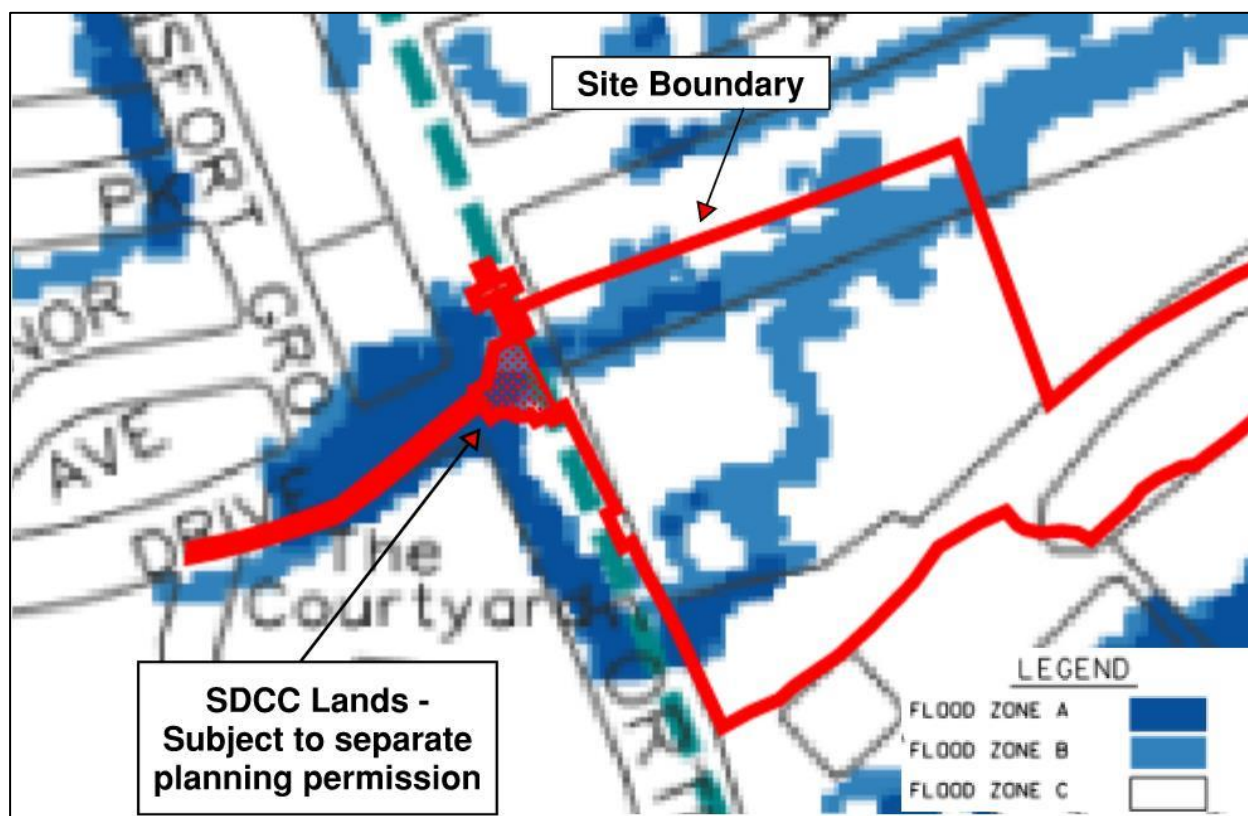 SFORT
GRO
Site Boundary
PK
NOR
AVE
DRIVE
The
Courtyard
ORT
SDCC Lands -
Subject to separate
planning permission
LEGEND
FLOOD ZONE A
FLOOD ZONE B
FLOOD ZONE C